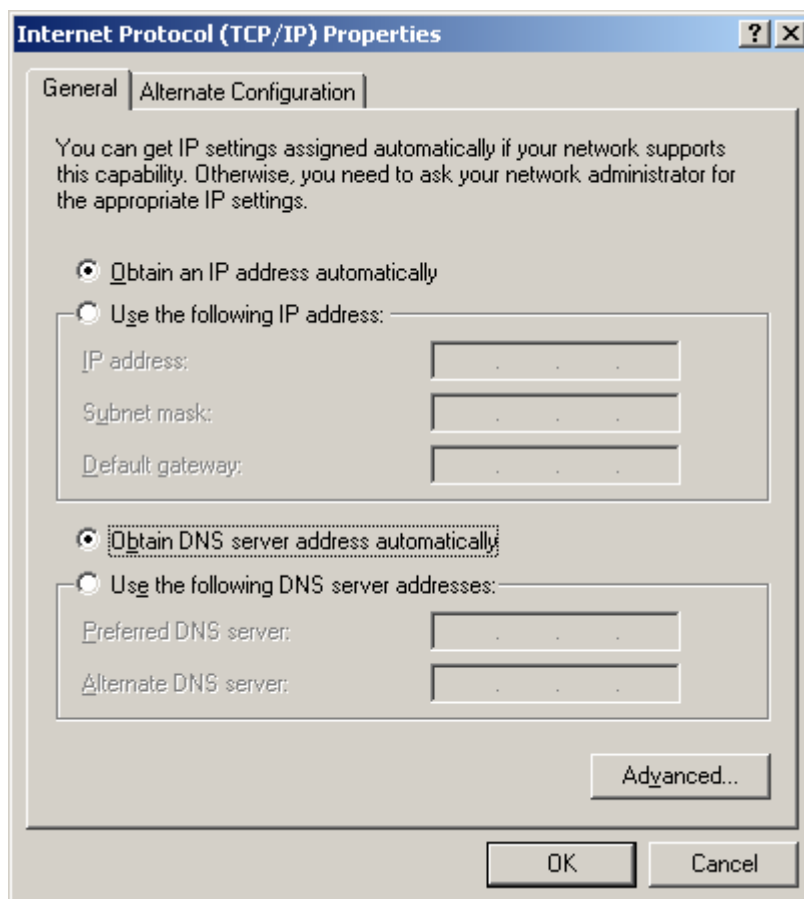 Internet Protocol (TCP/IP) Properties
General
Alternate Configuration
You can get IP settings assigned automatically if your network supports
this capability. Otherwise, you need to ask your network administrator for
the appropriate IP settings.
Obtain an IP address automatically
Use the following IP address:
IP address:
Subnet mask:
Default gateway:
Obtain DNS server address automatically
Use the following DNS server addresses:
Preferred DNS server:
Alternate DNS server:
Advanced...
OK
Cancel